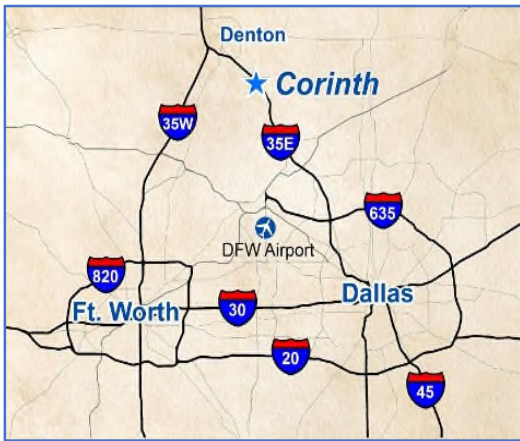 Denton
Corinth
35W
35E
635
DFW Airport
820
Ft. Worth
30
Dallas
20
45